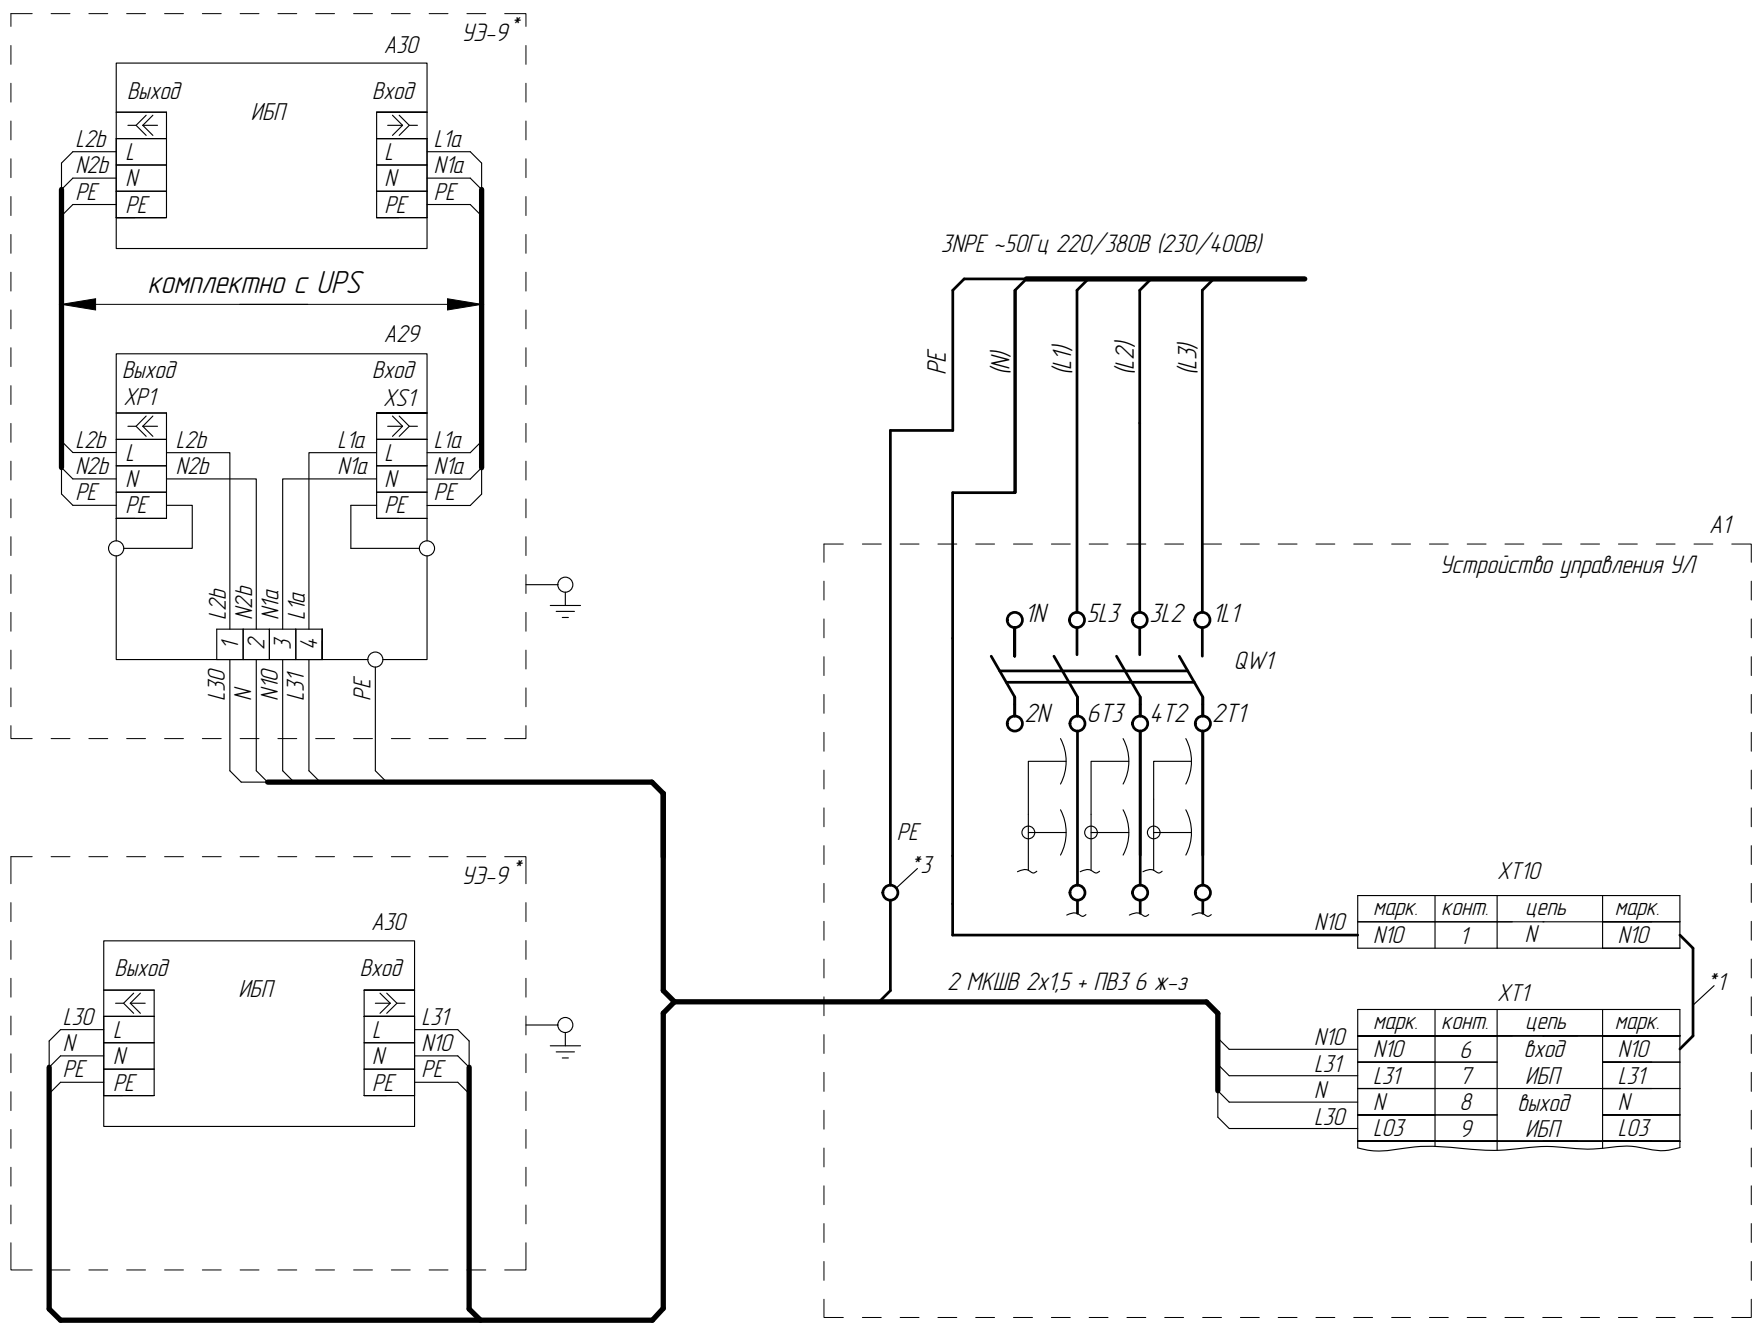 УЭ-9*
А30
Выход ИБП Вход
L2b L L L1a
N2b N N N1a
PE PE PE PE
комплектно с UPS
А29
Выход Вход
XP1 XS1
L2b L L2b L1a L L1a
N2b N N2b N1a N N1a
PE PE PE PE
L2b N2b N1a L1a
1 2 3 4
L30 N N10 L31 PE
УЭ-9*
А30
Выход ИБП Вход
L30 L L L31
N N N N10
PE PE PE PE
3NPE ~50Гц 220/380В (230/400В)
PE (N) (L1) (L2) (L3)
А1
Устройство управления УЛ
1N 5L3 3L2 1L1
QW1
2N 6T3 4T2 2T1
PE
*3
XT10
марк. конт. цепь марк.
N10 N10 1 N N10
*1
2 МКШВ 2х1,5 + ПВ3 6 ж-з
XT1
марк. конт. цепь марк.
N10 N10 6 вход N10
L31 L31 7 ИБП L31
N N 8 выход N
L30 L03 9 ИБП L03